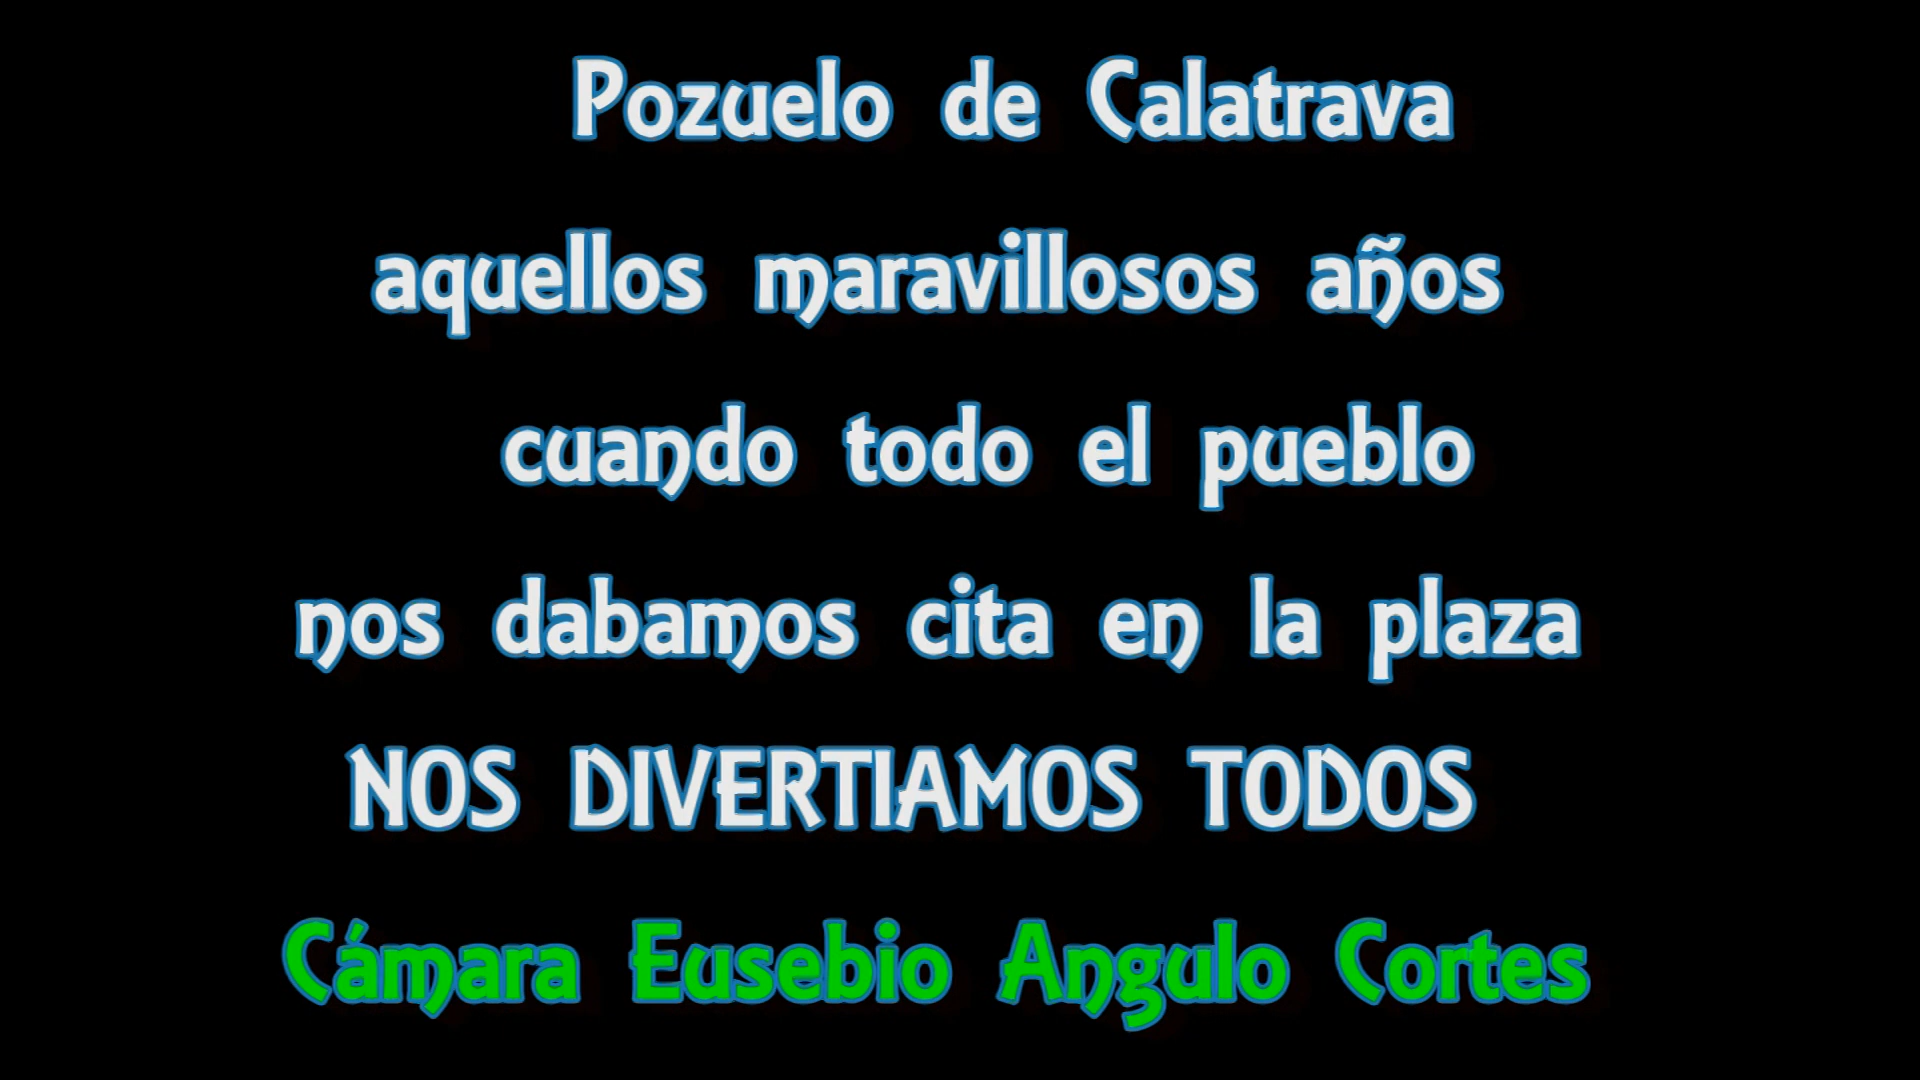 Pozuelo de Calatrava
aquellos maravillosos años
cuando todo el pueblo
nos dabamos cita en la plaza
NOS DIVERTIAMOS TODOS
Cámara Eusebio Angulo Cortes